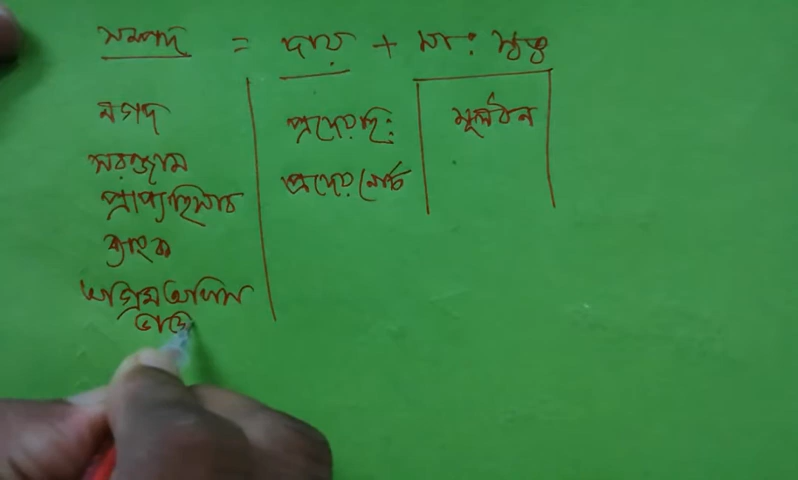 সম্পদ = দায় + মাঃ স্বত্ব
নগদ
সরঞ্জাম
প্রাপ্যহিসাব
ব্যাংক
অগ্রিম অফিস
ভাড়
প্রদেয় হিঃ
প্রদেয় নোট
মূলধন